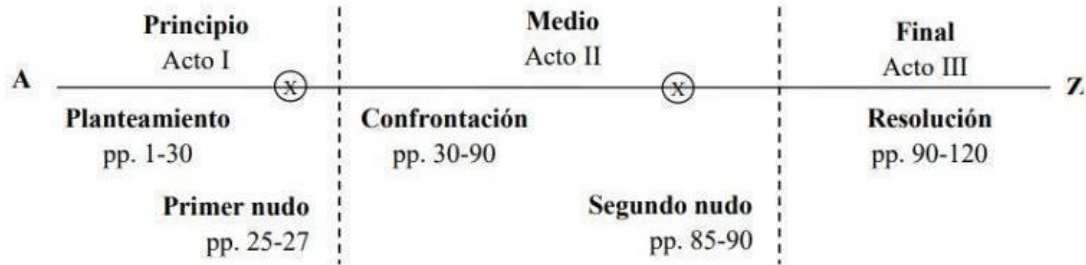 Principio
Acto I
Medio
Acto II
Final
Acto III
A
X
X
Z
Planteamiento
pp. 1-30
Confrontación
pp. 30-90
Resolución
pp. 90-120
Primer nudo
pp. 25-27
Segundo nudo
pp. 85-90